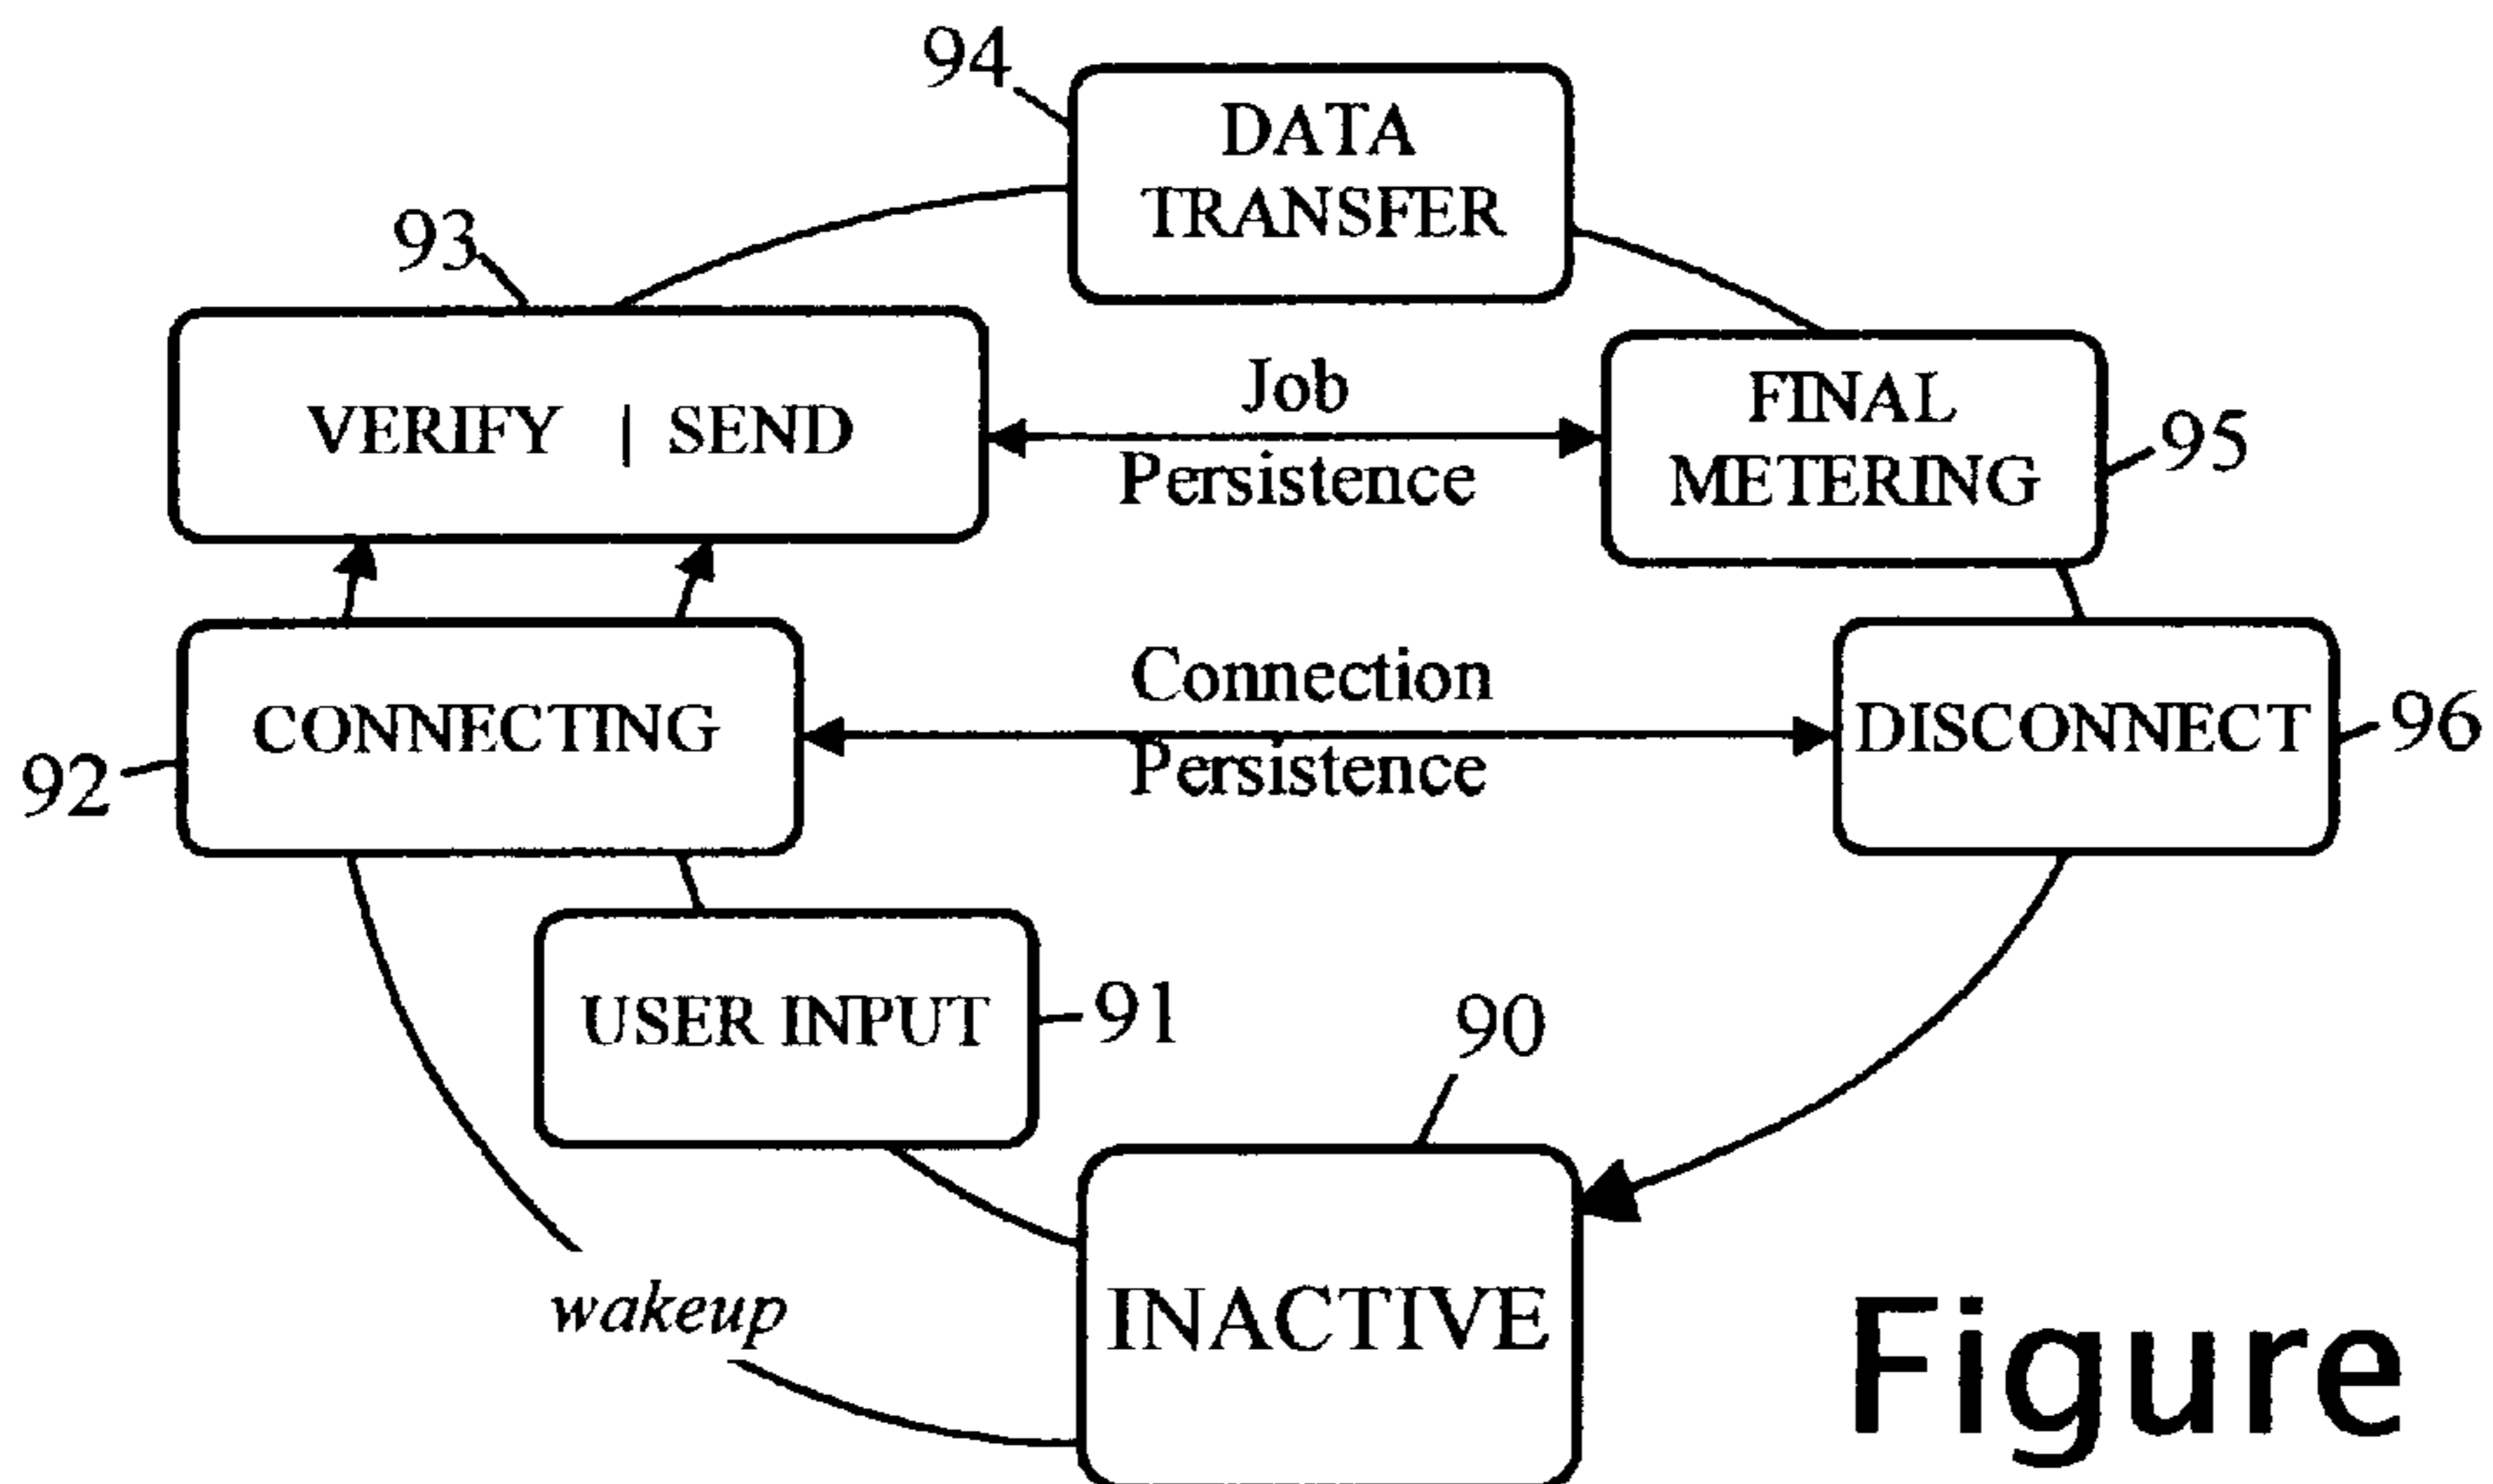 94
DATA
TRANSFER
93
VERIFY | SEND
Job
Persistence
FINAL
METERING
95
CONNECTING
92
Connection
Persistence
DISCONNECT
96
USER INPUT
91
90
wakeup
INACTIVE
Figure